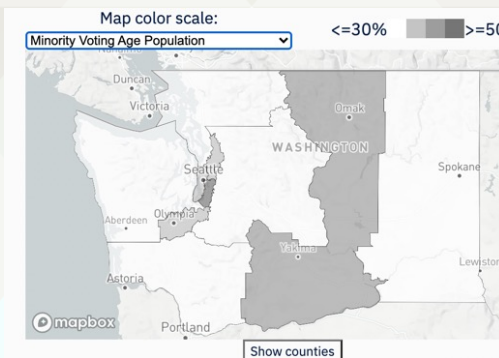 Map color scale:
Minority Voting Age Population
<=30%
>=50
Nanaimo
Duncan
Victoria
Omak
WASHINGTON
Seattle
Spokane
Aberdeen
Olympia
Yakima
Lewiston
Astoria
mapbox
Portland
Show counties